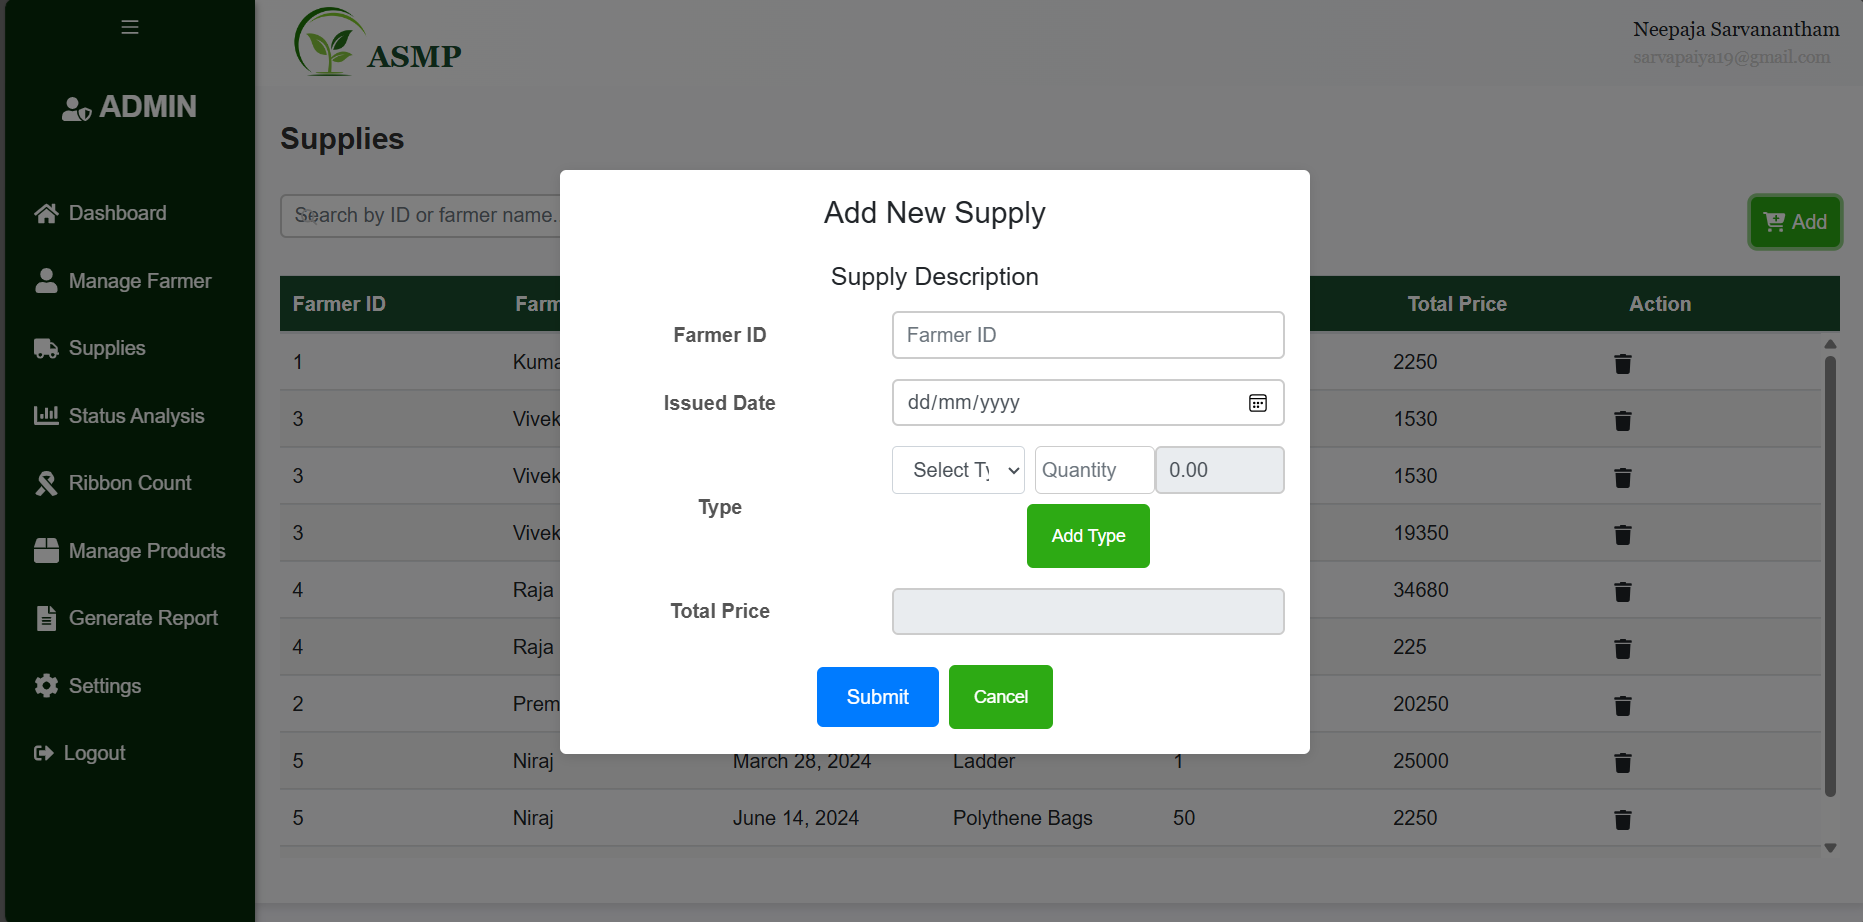 ADMIN
Dashboard
Manage Farmer
Supplies
Status Analysis
Ribbon Count
Manage Products
Generate Report
Settings
Logout
ASMP
Neepaja Sarvanantham
sarvapaiya19@gmail.com
Supplies
Search by ID or farmer name.
Add
Farmer ID Farm Total Price Action
1 Kuma 2250
3 Vivek 1530
3 Vivek 1530
3 Vivek 19350
4 Raja 34680
4 Raja 225
2 Prem 20250
5 Niraj March 28, 2024 Ladder 1 25000
5 Niraj June 14, 2024 Polythene Bags 50 2250
Add New Supply
Supply Description
Farmer ID Farmer ID
Issued Date dd/mm/yyyy
Type Select Ty Quantity 0.00
Add Type
Total Price
Submit Cancel